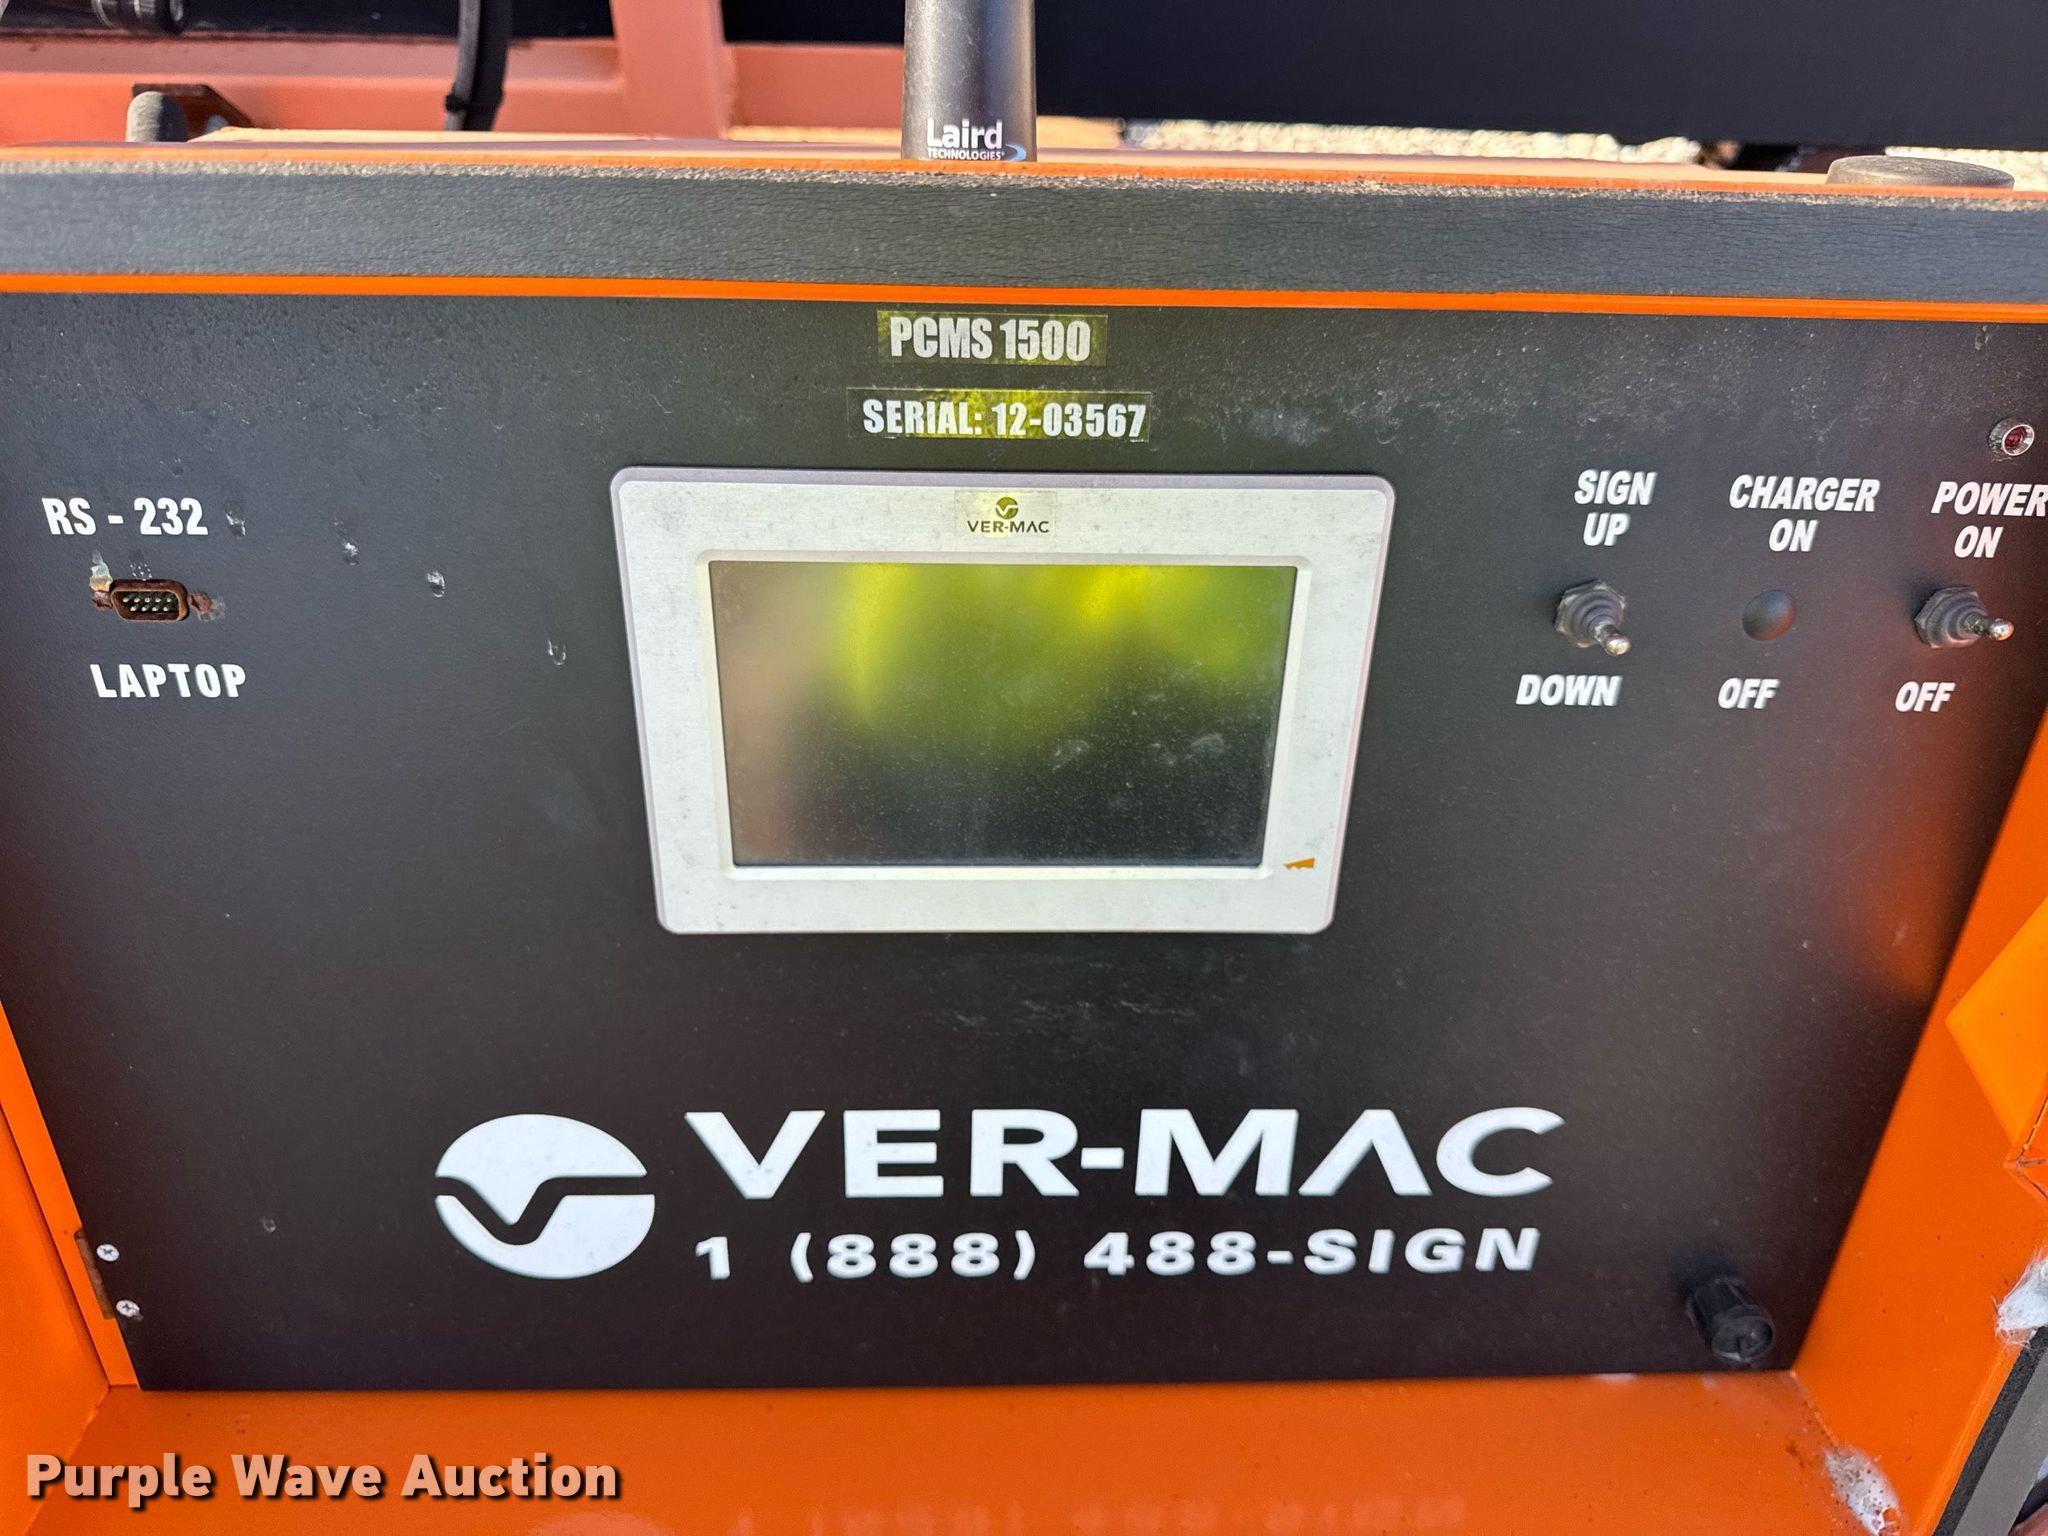 Laird
TECHNOLOGIES
PCMS 1500
SERIAL: 12-03567
VER-MAC
RS - 232
LAPTOP
SIGN
UP
DOWN
CHARGER
ON
OFF
POWER
ON
OFF
VER-MAC
1 (888) 488-SIGN
Purple Wave Auction